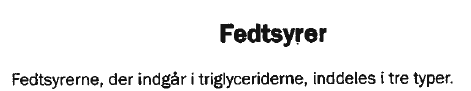 Fedtsyrer
Fedtsyrerne, der indgår i triglyceriderne, inddeles i tre typer.